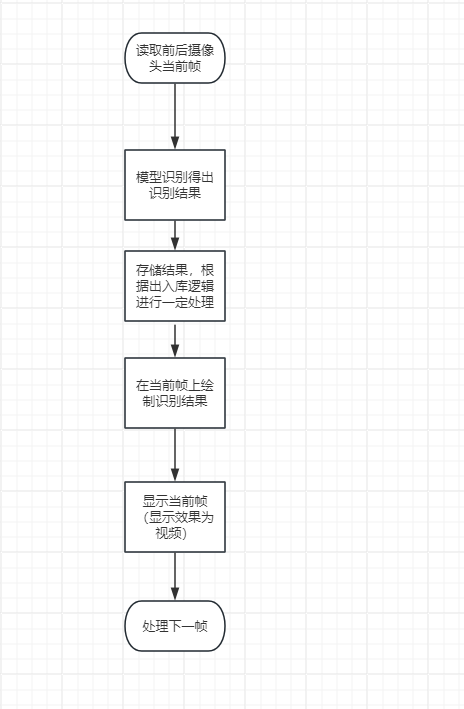 读取前后摄像
头当前帧
模型识别得出
识别结果
存储结果，根
据出入库逻辑
进行一定处理
在当前帧上绘
制识别结果
显示当前帧
（显示效果为
视频）
处理下一帧